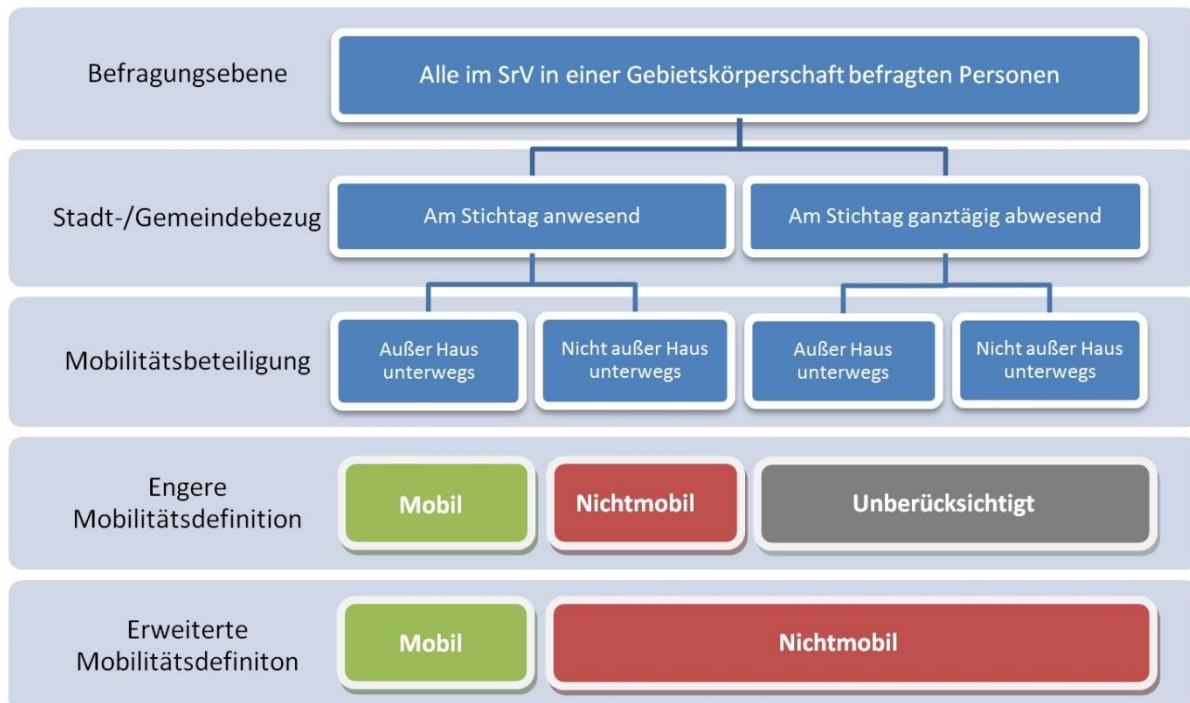 Befragungsebene
Alle im SrV in einer Gebietskörperschaft befragten Personen
Stadt-/Gemeindebezug
Am Stichtag anwesend
Am Stichtag ganztägig abwesend
Mobilitätsbeteiligung
Außer Haus
unterwegs
Nicht außer Haus
unterwegs
Außer Haus
unterwegs
Nicht außer Haus
unterwegs
Engere
Mobilitätsdefinition
Mobil
Nichtmobil
Unberücksichtigt
Erweiterte
Mobilitätsdefiniton
Mobil
Nichtmobil